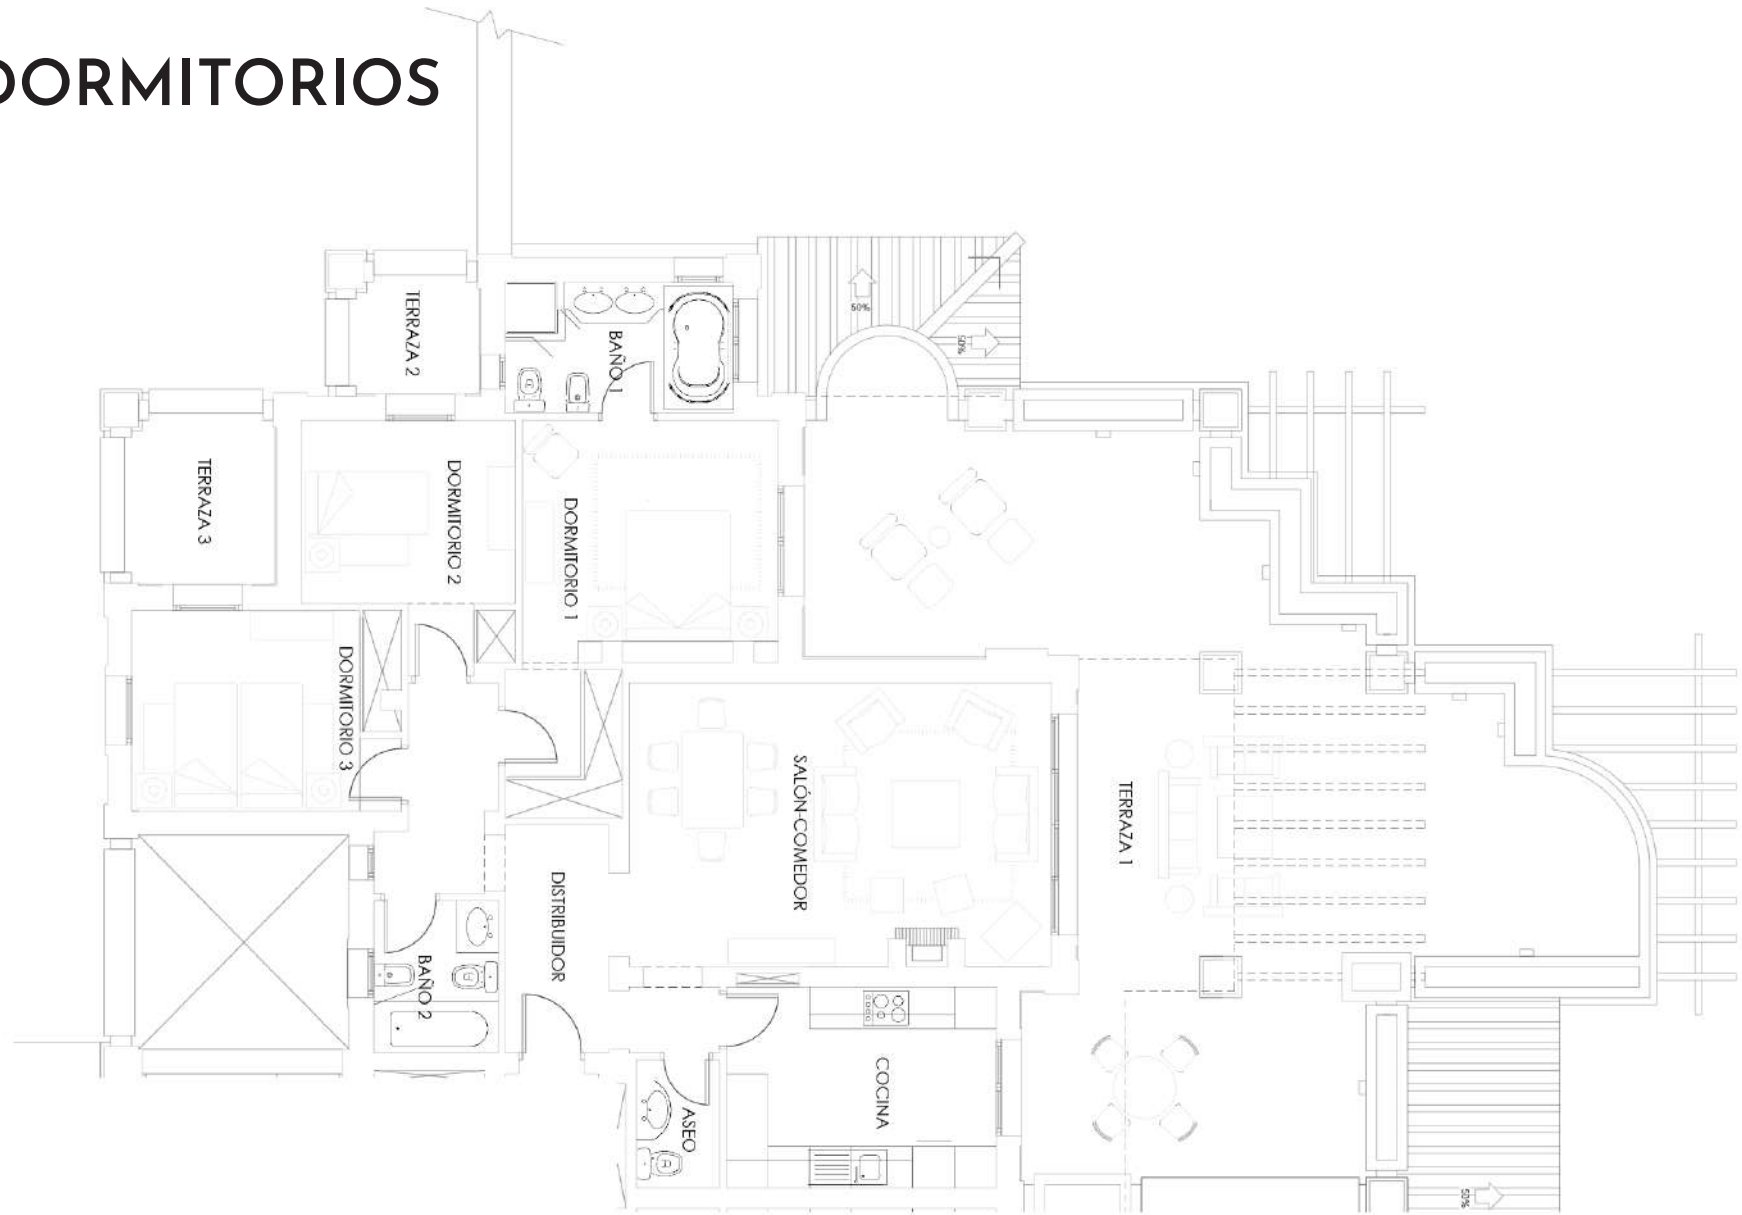 DORMITORIOS
TERRAZA 2
BAÑO 1
50%
50%
TERRAZA 3
DORMITORIO 2
DORMITORIO 1
DORMITORIO 3
SALÓN-COMEDOR
TERRAZA 1
DISTRIBUIDOR
BAÑO 2
COCINA
ASEO
50%